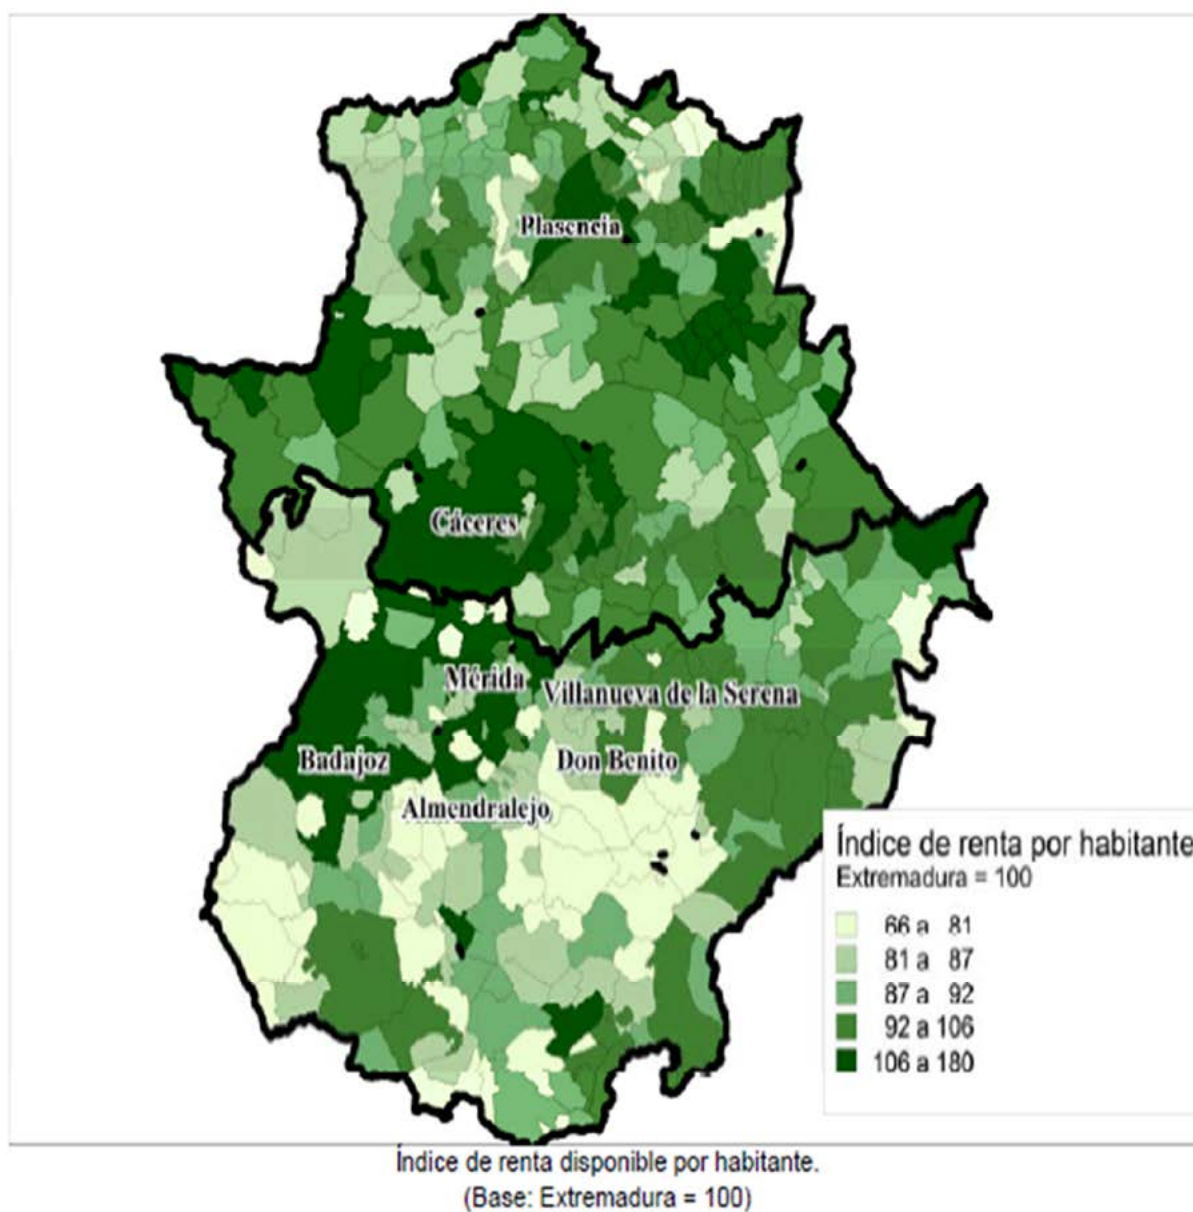 Plasencia
Cáceres
Mérida
Villanueva de la Serena
Badajoz
Don Benito
Almendralejo
Índice de renta por habitante
Extremadura = 100
66 a 81
81 a 87
87 a 92
92 a 106
106 a 180
Índice de renta disponible por habitante.
(Base: Extremadura = 100)